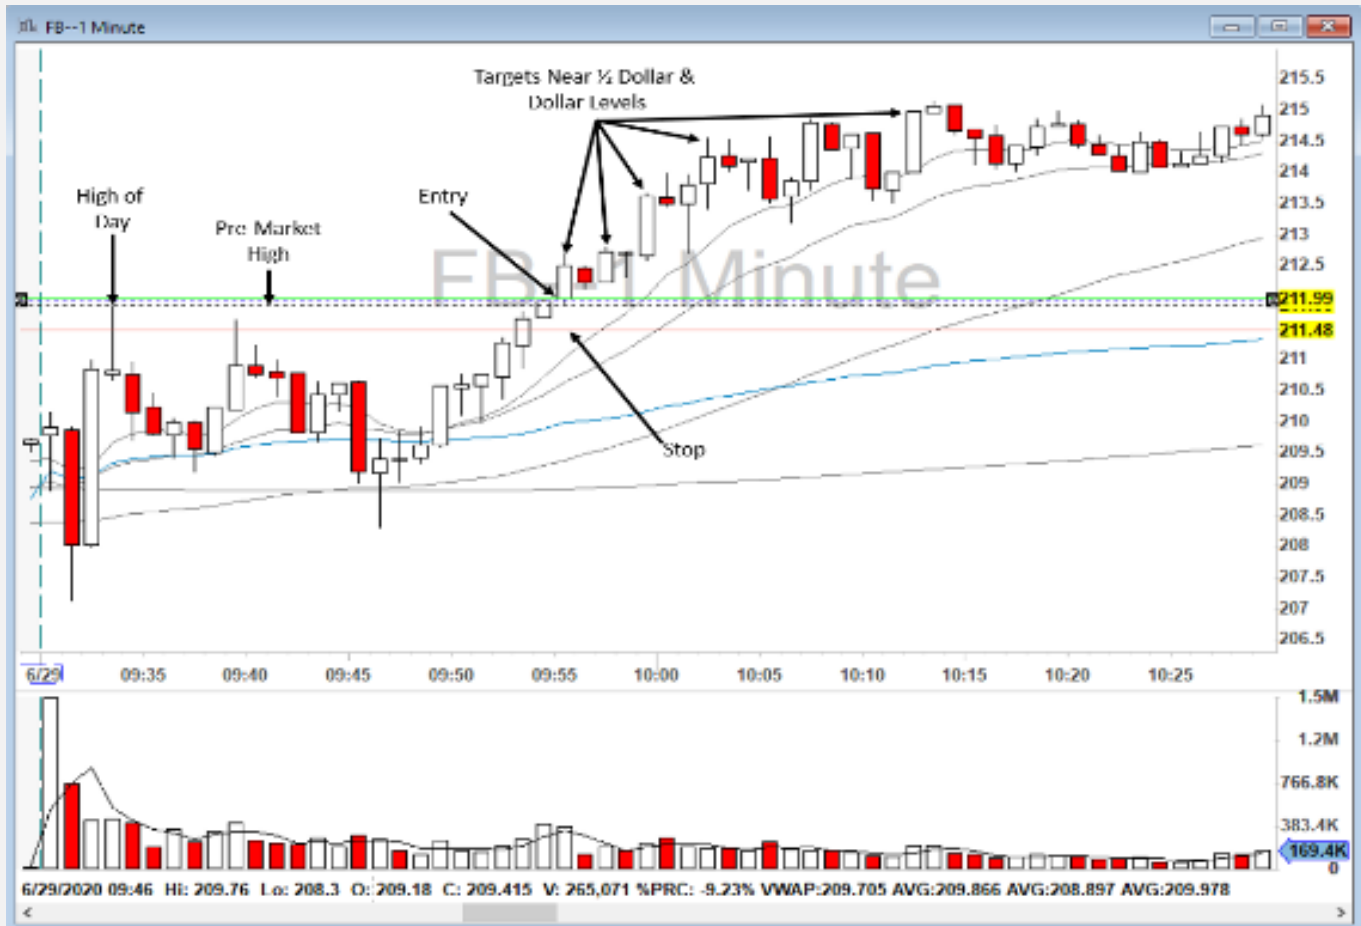 FB--1 Minute
Targets Near ½ Dollar &
Dollar Levels
High of
Day
Pre Market
High
Entry
FB--1 Minute
Stop
215.5
215
214.5
214
213.5
213
212.5
211.99
211.48
211
210.5
210
209.5
209
208.5
208
207.5
207
206.5
6/29 09:35 09:40 09:45 09:50 09:55 10:00 10:05 10:10 10:15 10:20 10:25
1.5M
1.2M
766.8K
383.4K
169.4K
0
6/29/2020 09:46 Hi: 209.76 Lo: 208.3 O: 209.18 C: 209.415 V: 265,071 %PRC: -9.23% VWAP:209.705 AVG:209.866 AVG:208.897 AVG:209.978